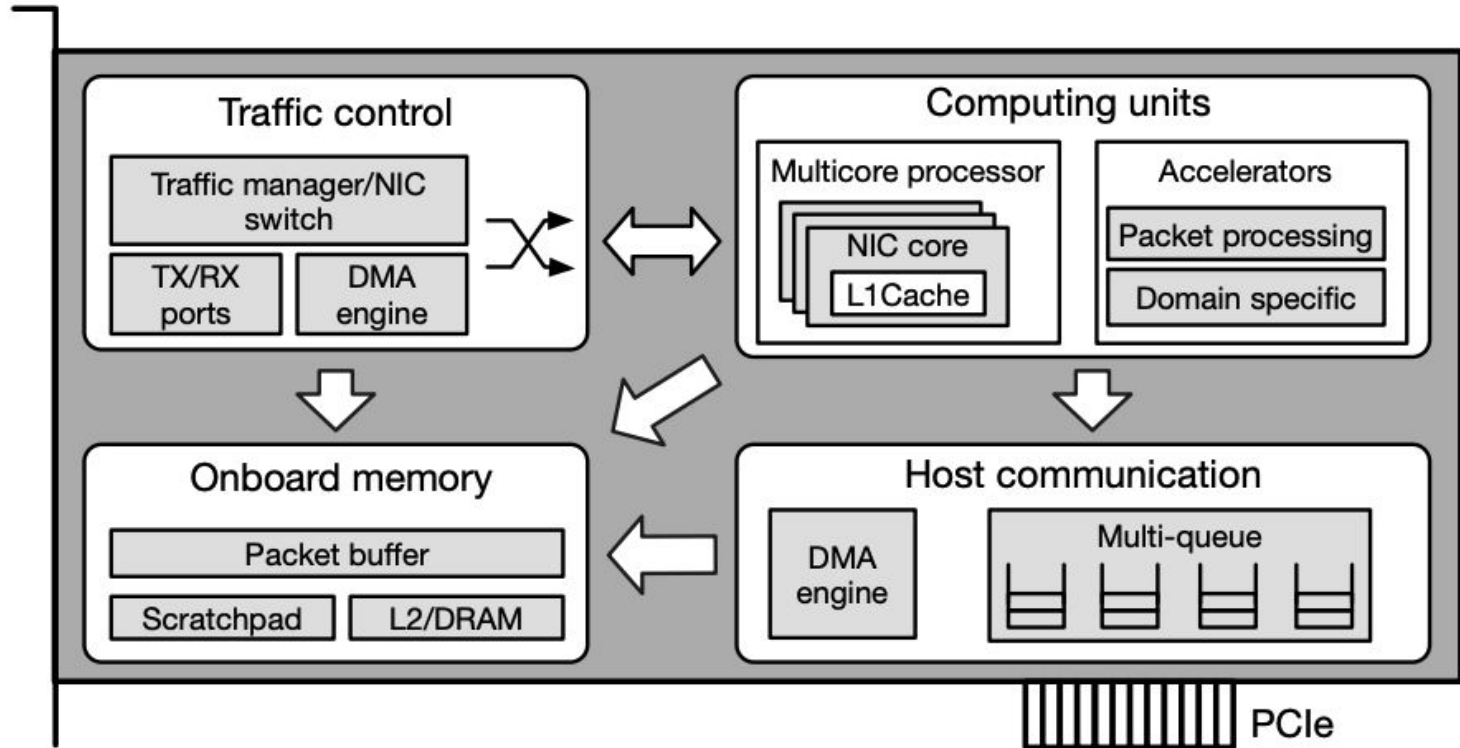 Traffic control
Traffic manager/NIC
switch
TX/RX
ports
DMA
engine
Computing units
Multicore processor
NIC core
L1Cache
Accelerators
Packet processing
Domain specific
Onboard memory
Packet buffer
Scratchpad
L2/DRAM
Host communication
DMA
engine
Multi-queue
PCIe